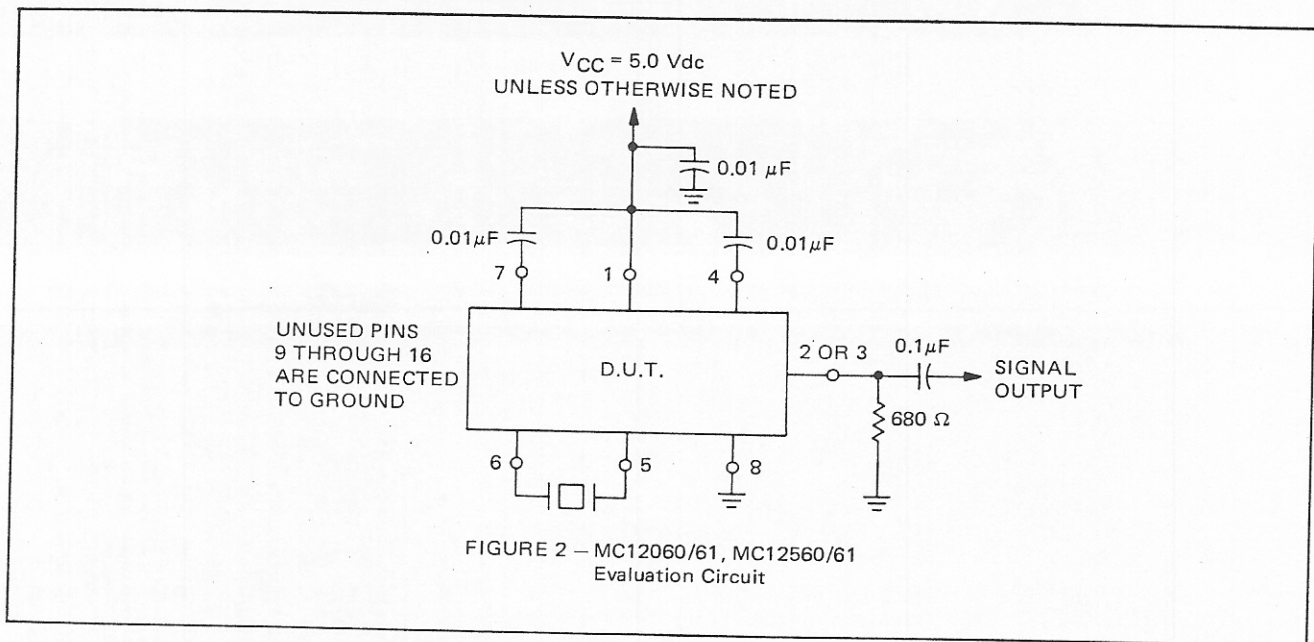 VCC = 5.0 Vdc
UNLESS OTHERWISE NOTED
0.01 µF
0.01µF
0.01µF
7
1
4
UNUSED PINS
9 THROUGH 16
ARE CONNECTED
TO GROUND
D.U.T.
2 OR 3
0.1µF
SIGNAL
OUTPUT
680 Ω
6
5
8
FIGURE 2 – MC12060/61, MC12560/61
Evaluation Circuit